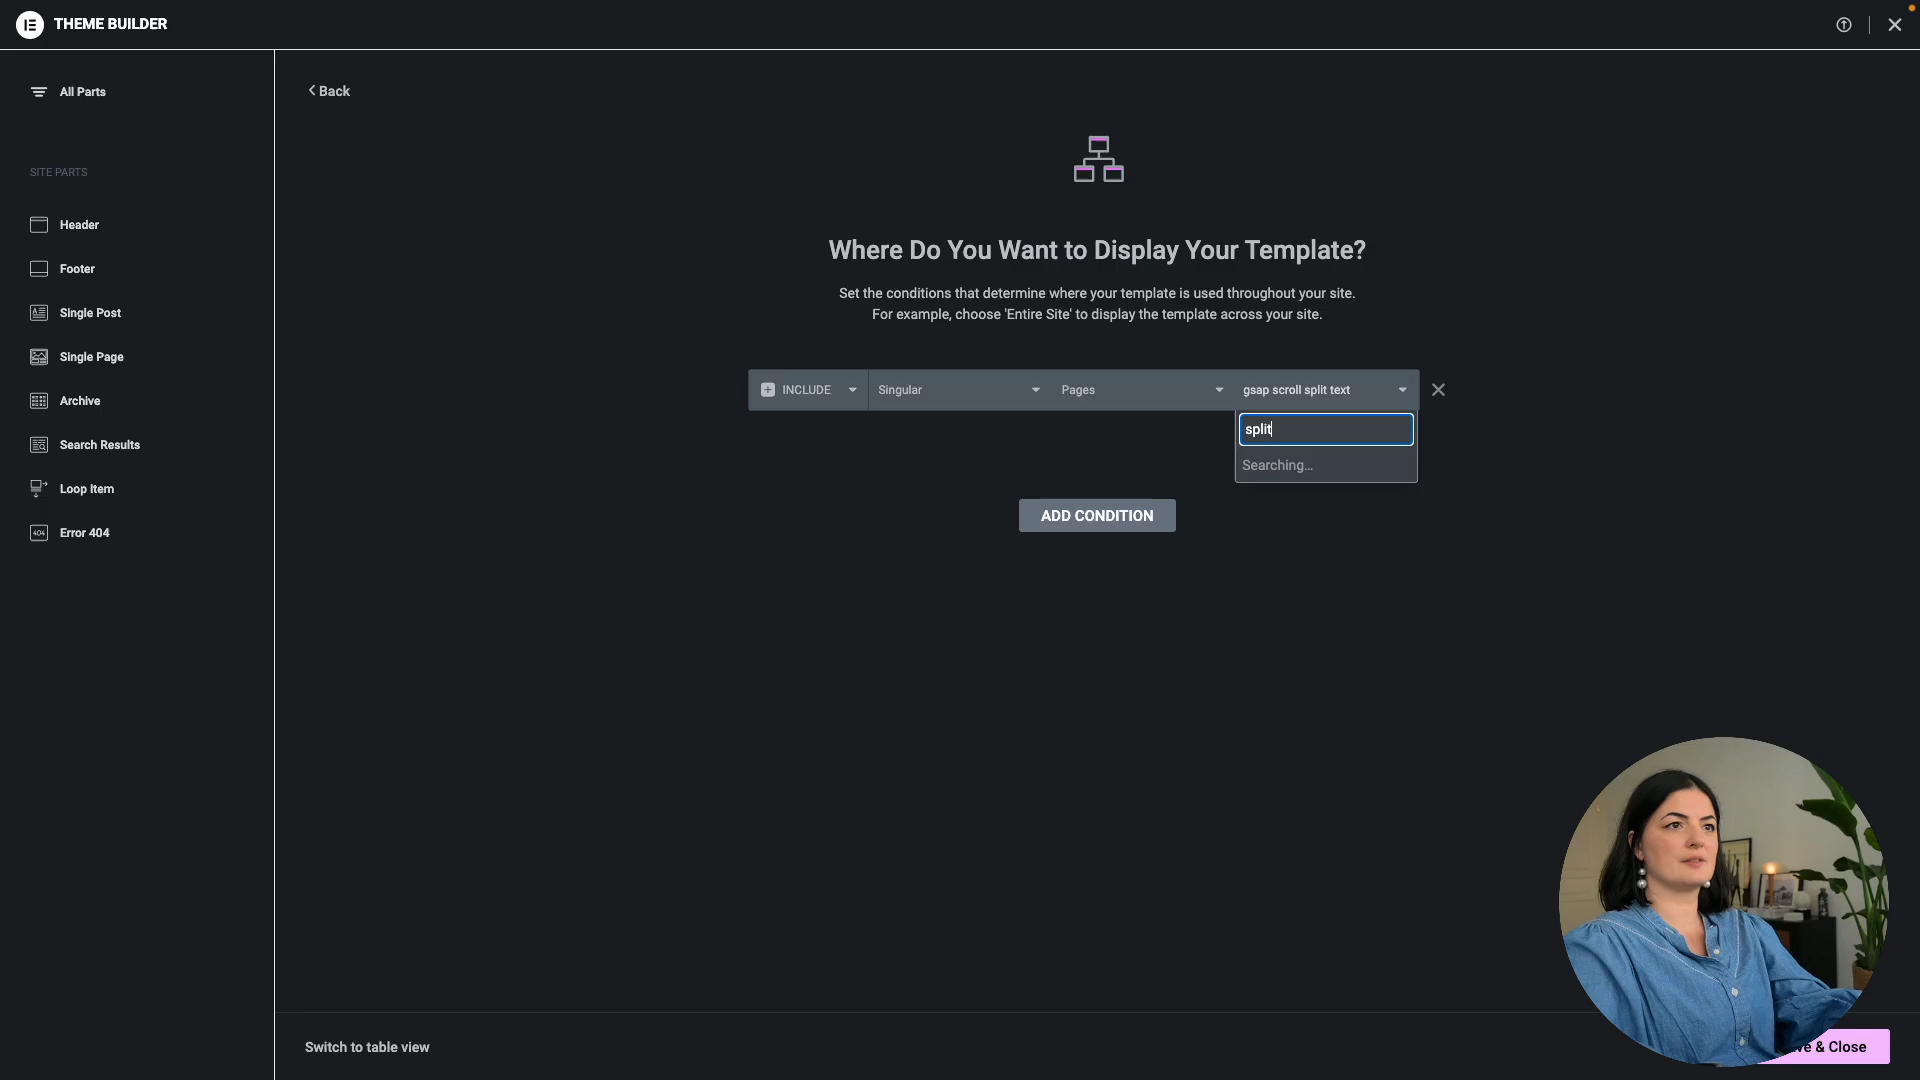 THEME BUILDER
All Parts
SITE PARTS
Header
Footer
Single Post
Single Page
Archive
Search Results
Loop Item
404
Error 404
Back
Where Do You Want to Display Your Template?
Set the conditions that determine where your template is used throughout your site.
For example, choose 'Entire Site' to display the template across your site.
INCLUDE Singular Pages gsap scroll split text
split
Searching...
ADD CONDITION
Switch to table view
& Close